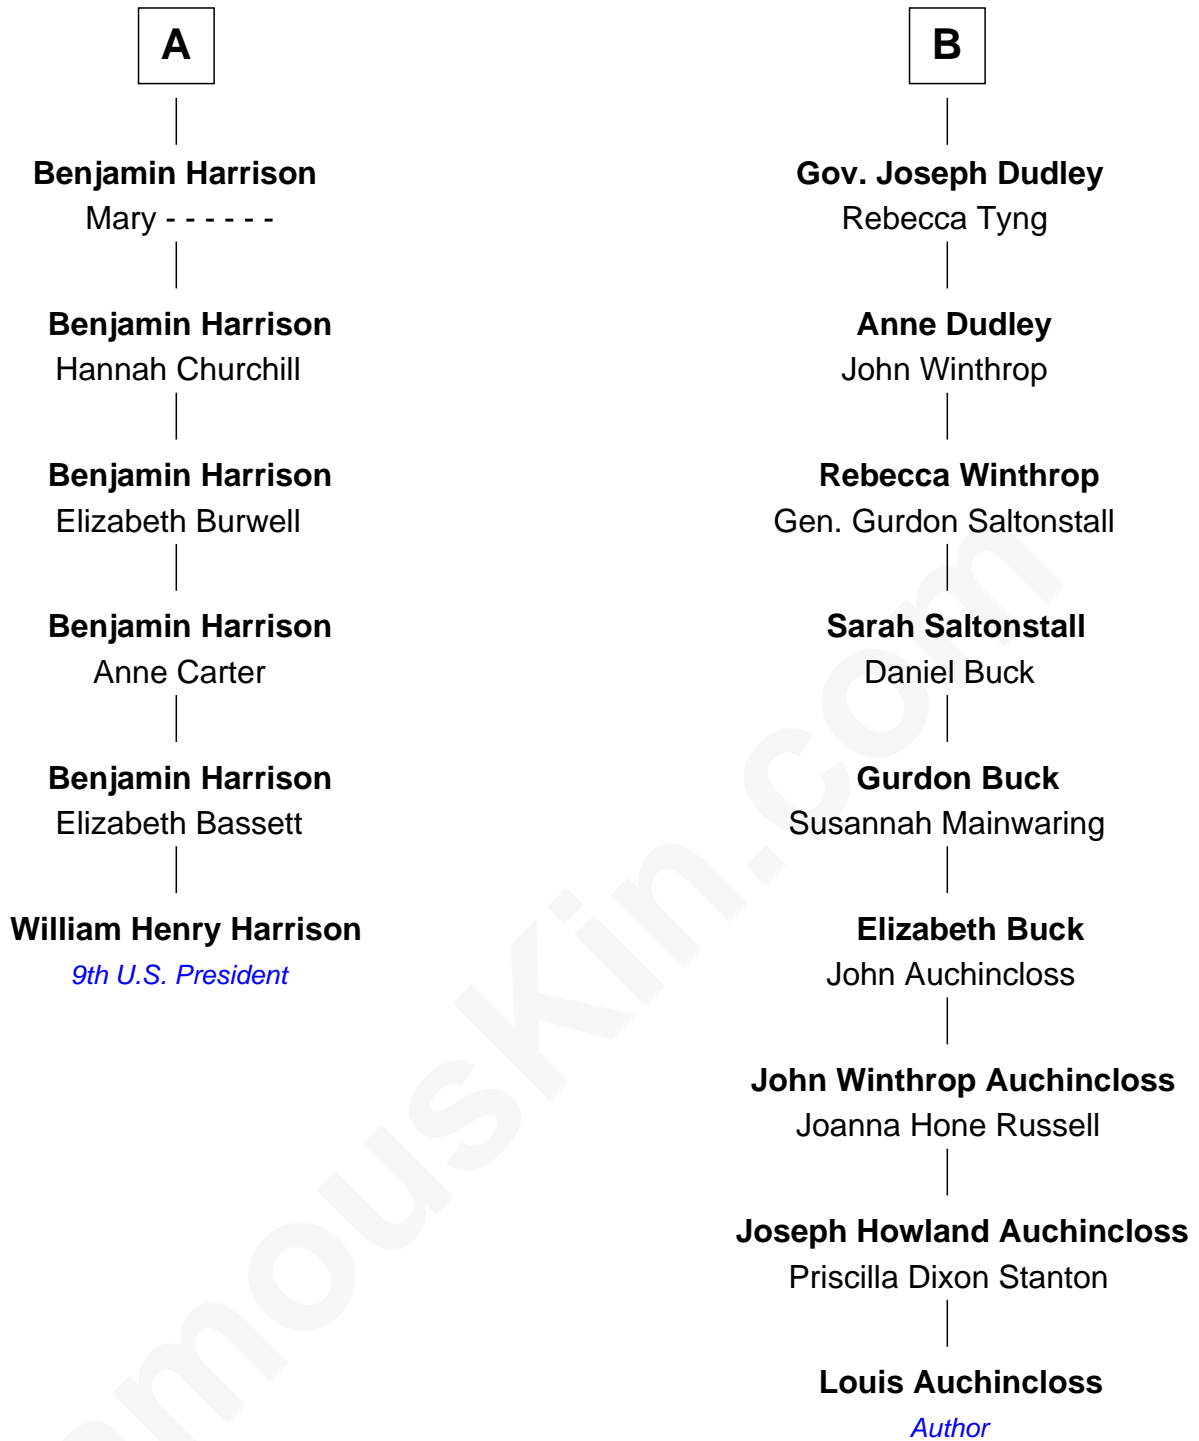 A
Benjamin Harrison
Mary - - - - - -
Benjamin Harrison
Hannah Churchill
Benjamin Harrison
Elizabeth Burwell
Benjamin Harrison
Anne Carter
Benjamin Harrison
Elizabeth Bassett
William Henry Harrison
9th U.S. President
B
Gov. Joseph Dudley
Rebecca Tyng
Anne Dudley
John Winthrop
Rebecca Winthrop
Gen. Gurdon Saltonstall
Sarah Saltonstall
Daniel Buck
Gurdon Buck
Susannah Mainwaring
Elizabeth Buck
John Auchincloss
John Winthrop Auchincloss
Joanna Hone Russell
Joseph Howland Auchincloss
Priscilla Dixon Stanton
Louis Auchincloss
Author
amouskin.com